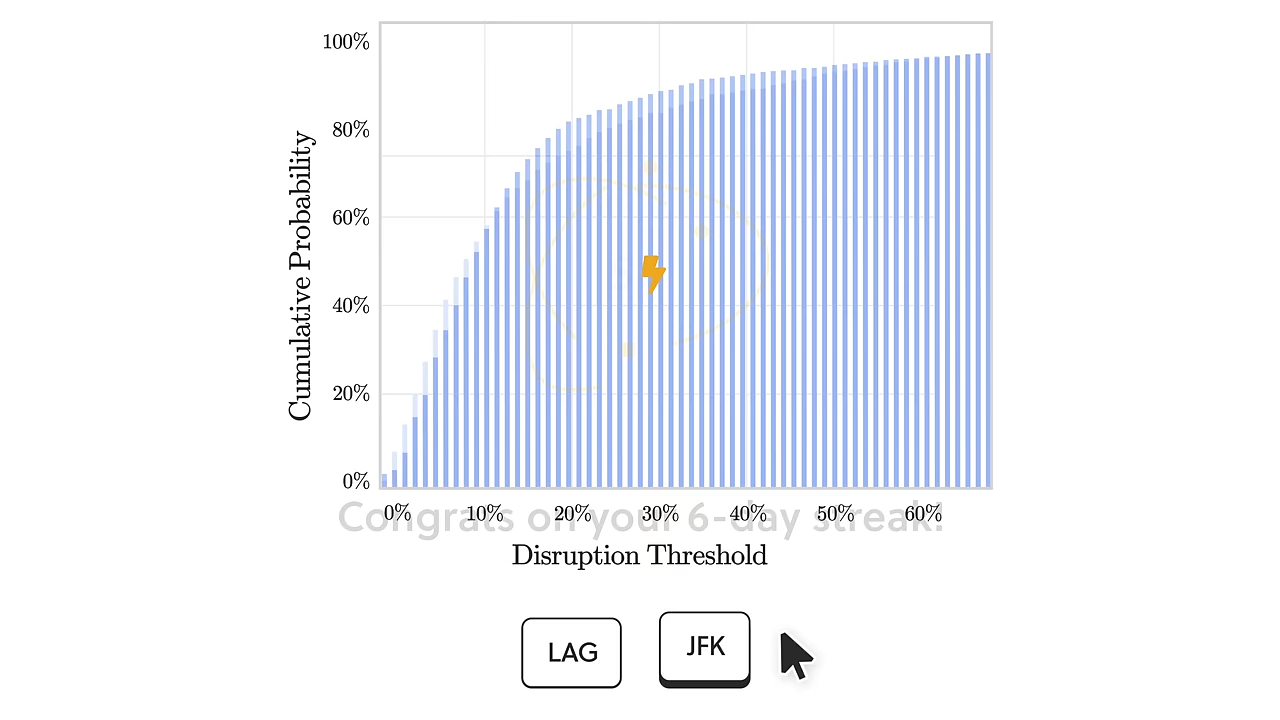 100%
80%
60%
40%
20%
0%
Cumulative Probability
0% 10% 20% 30% 40% 50% 60%
Congrats on your 6-day streak!
Disruption Threshold
LAG JFK